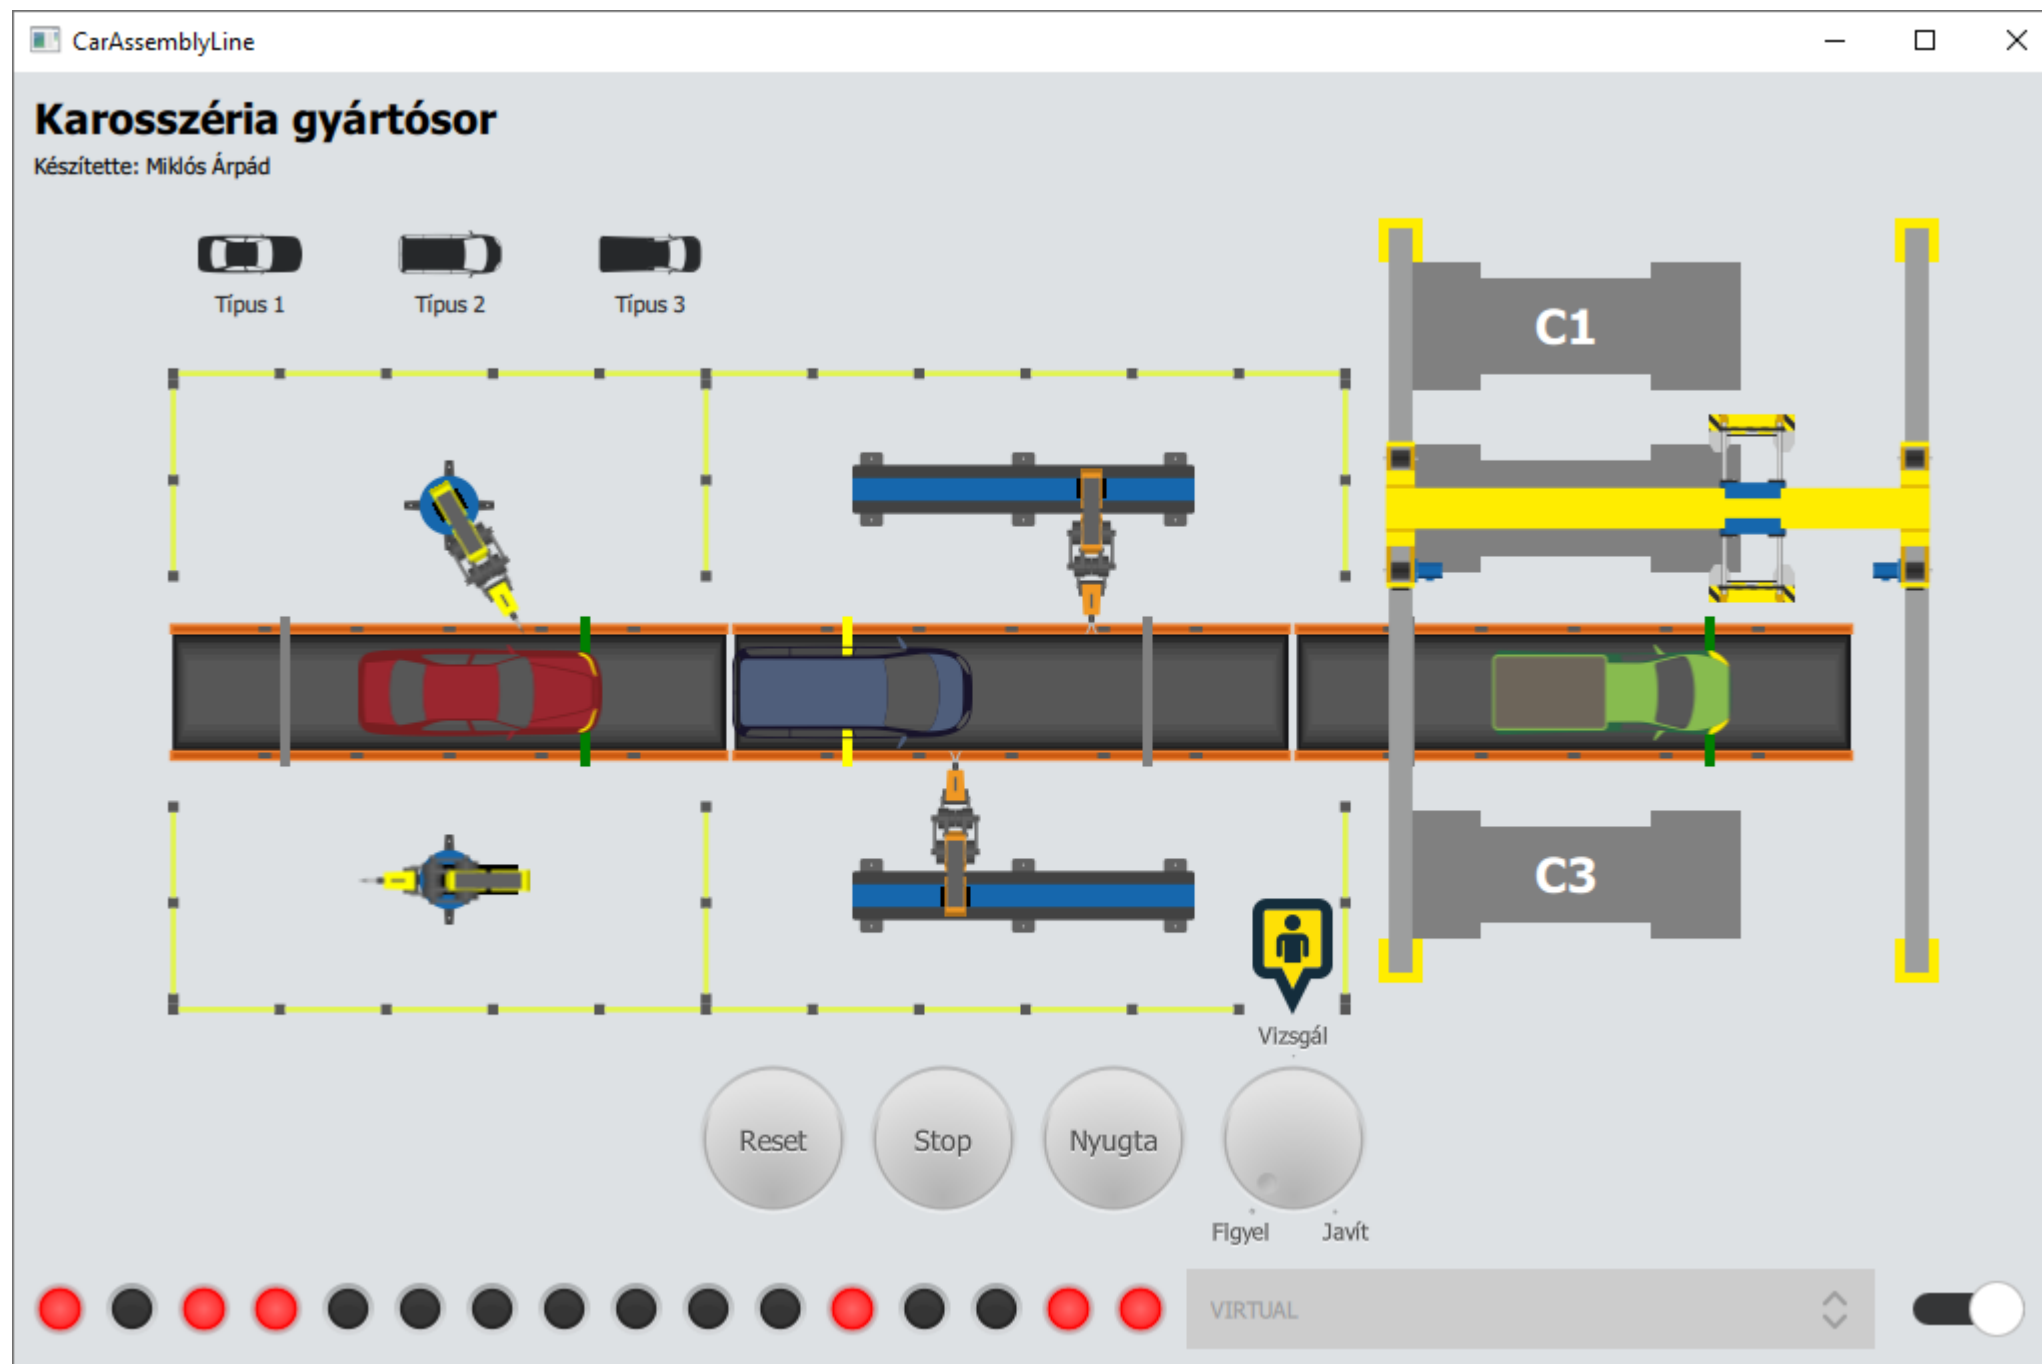 CarAssemblyLine
Karosszéria gyártósor
Készítette: Miklós Árpád
Típus 1
Típus 2
Típus 3
C1
C3
Vizsgál
Reset
Stop
Nyugta
FIgyel
Javít
VIRTUAL